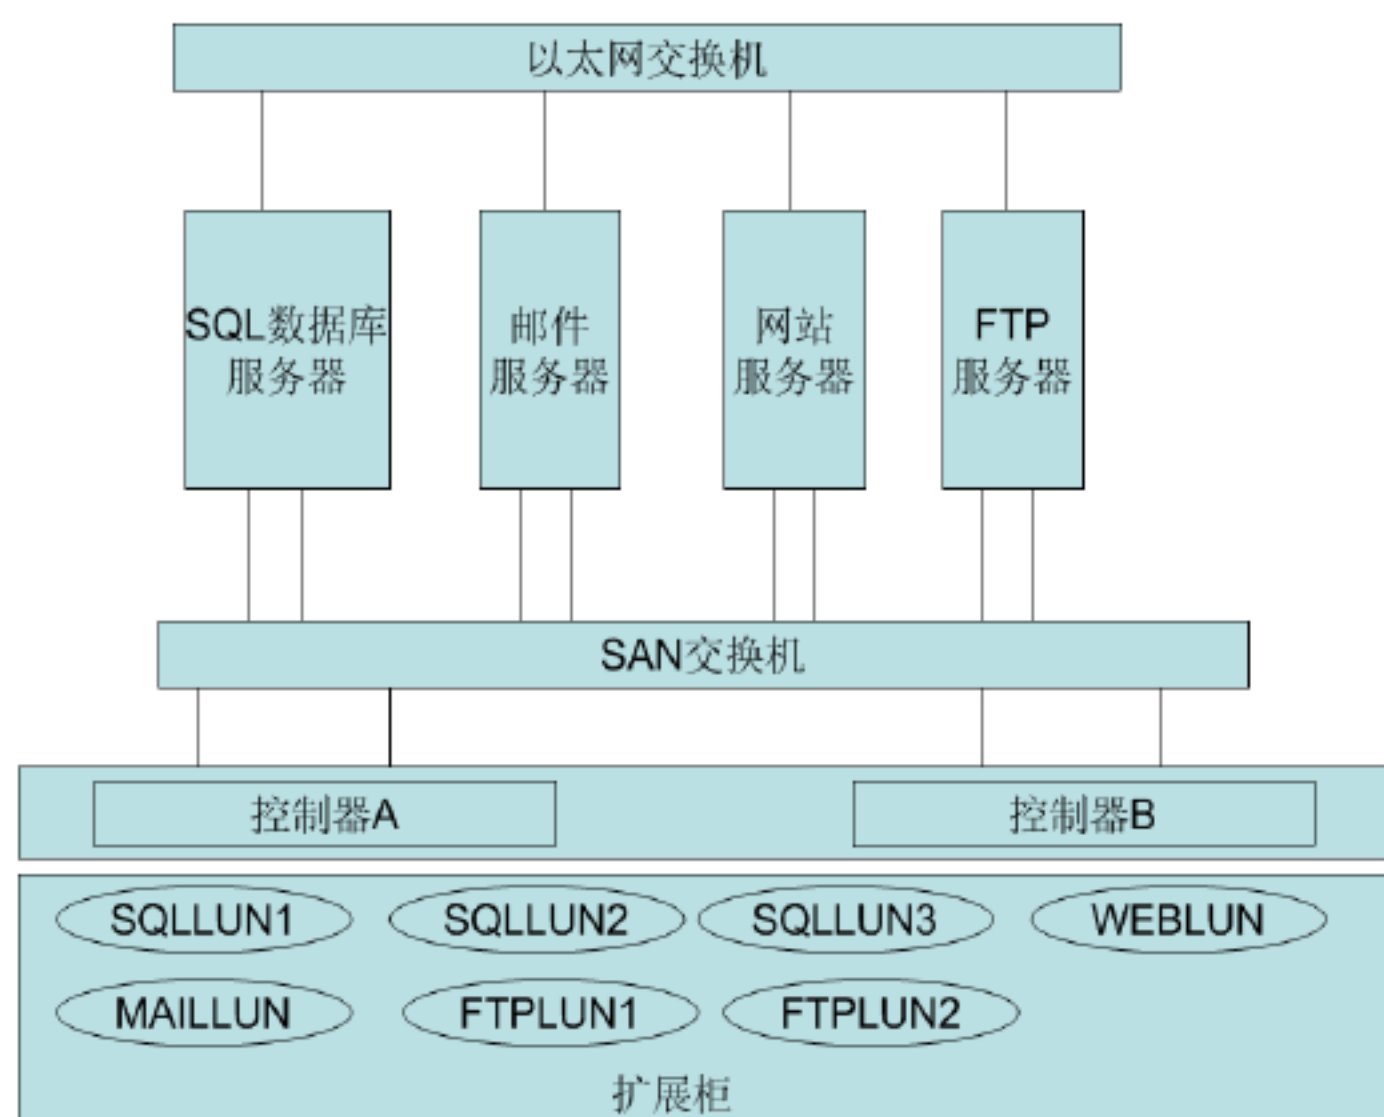 以太网交换机
SQL数据库
服务器
邮件
服务器
网站
服务器
FTP
服务器
SAN交换机
控制器A
控制器B
SQLLUN1
SQLLUN2
SQLLUN3
WEBLUN
MAILLUN
FTPLUN1
FTPLUN2
扩展柜